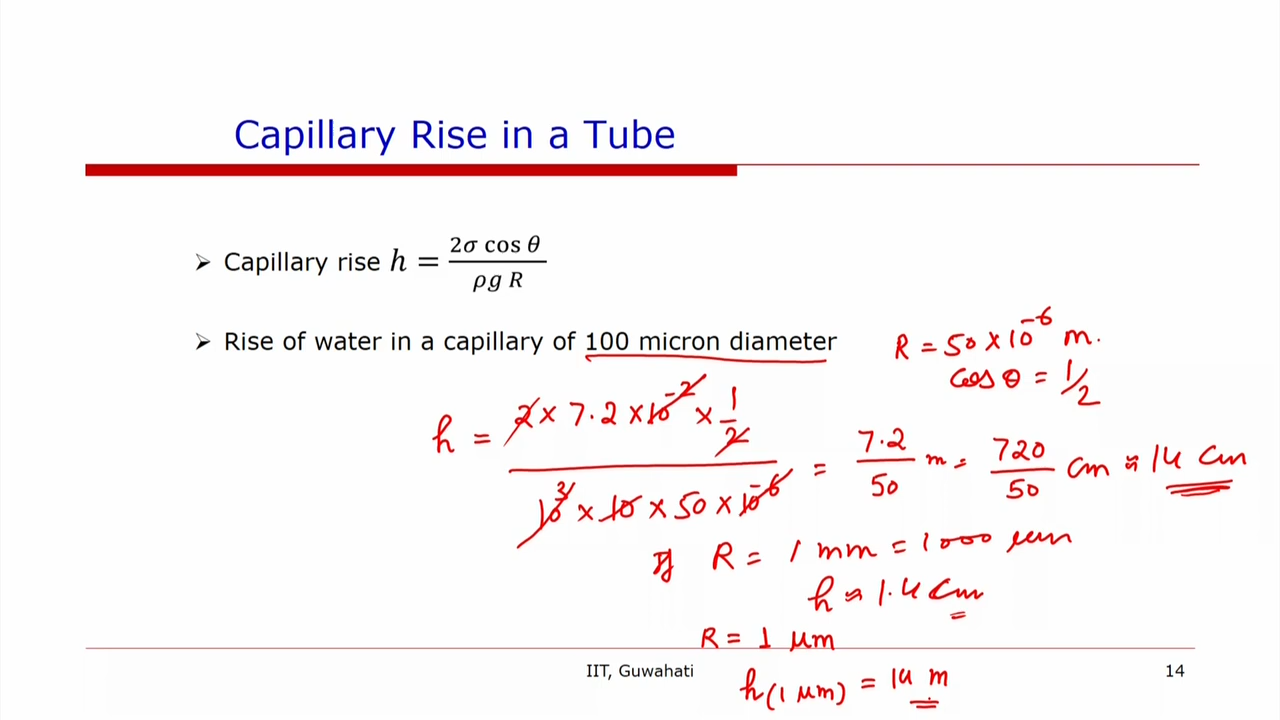 Capillary Rise in a Tube
➢ Capillary rise h = 2σ cos θ / ρg R
➢ Rise of water in a capillary of 100 micron diameter
R = 50 × 10⁻⁶ m.
cos θ = 1/2
h = 2 × 7.2 × 10⁻² × 1/2 / 10³ × 10 × 50 × 10⁻⁶ = 7.2/50 m = 720/50 cm ≈ 14 cm
If R = 1 mm = 1000 μm
h ≈ 1.4 cm
R = 1 μm
h(1 μm) = 14 m
IIT, Guwahati
14